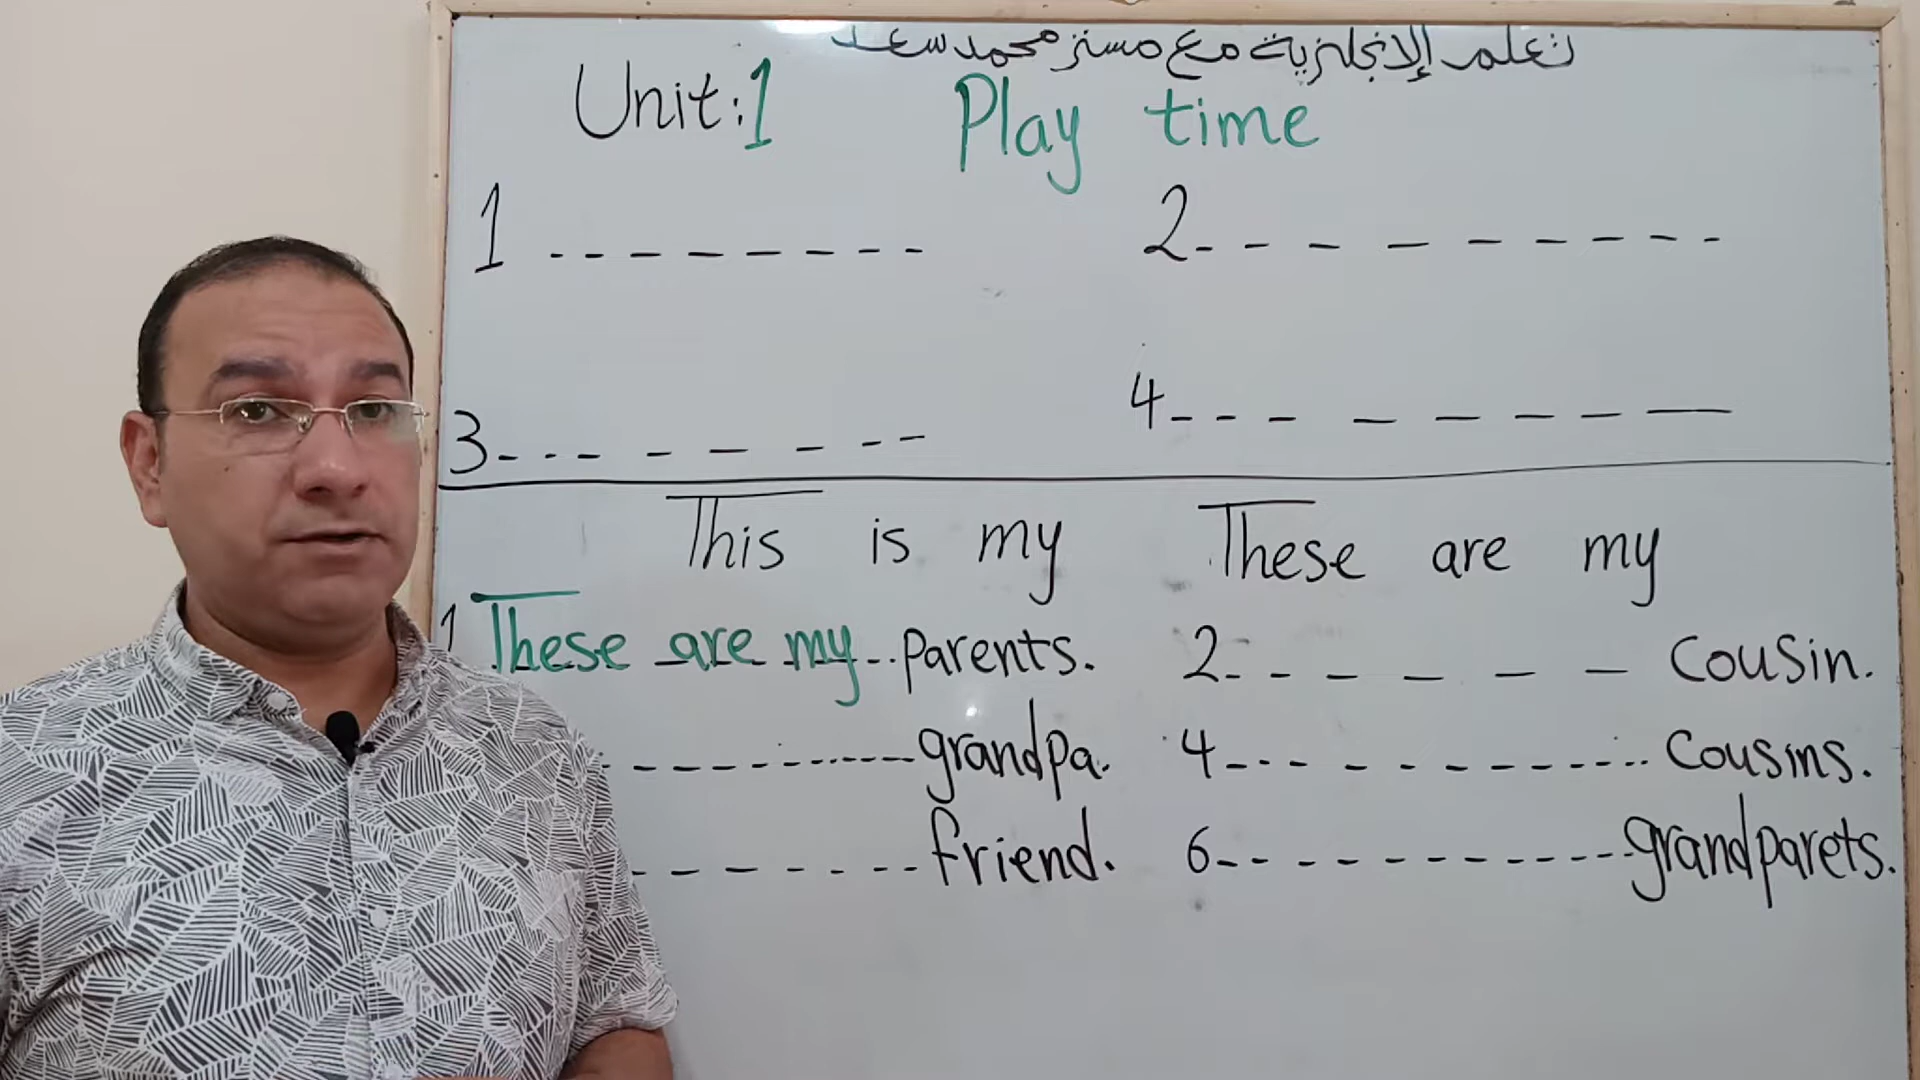 تعلم الإنجليزية مع مستر محمد سعد
Unit:1 Play time
1 --------- 2----------
3--------- 4---------
This is my These are my
1 These are my parents. 2------ cousin.
--------- grandpa. 4--------- cousins.
--------- friend. 6--------- grandparets.